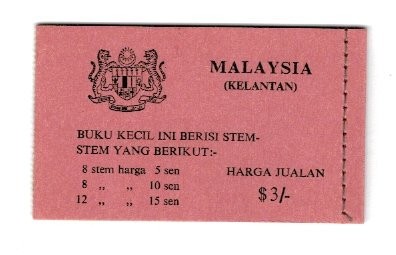 MALAYSIA
(KELANTAN)
BUKU KECIL INI BERISI STEM-
STEM YANG BERIKUT:-
8 stem harga 5 sen
8 „ „ 10 sen
12 „ „ 15 sen
HARGA JUALAN
$3/-